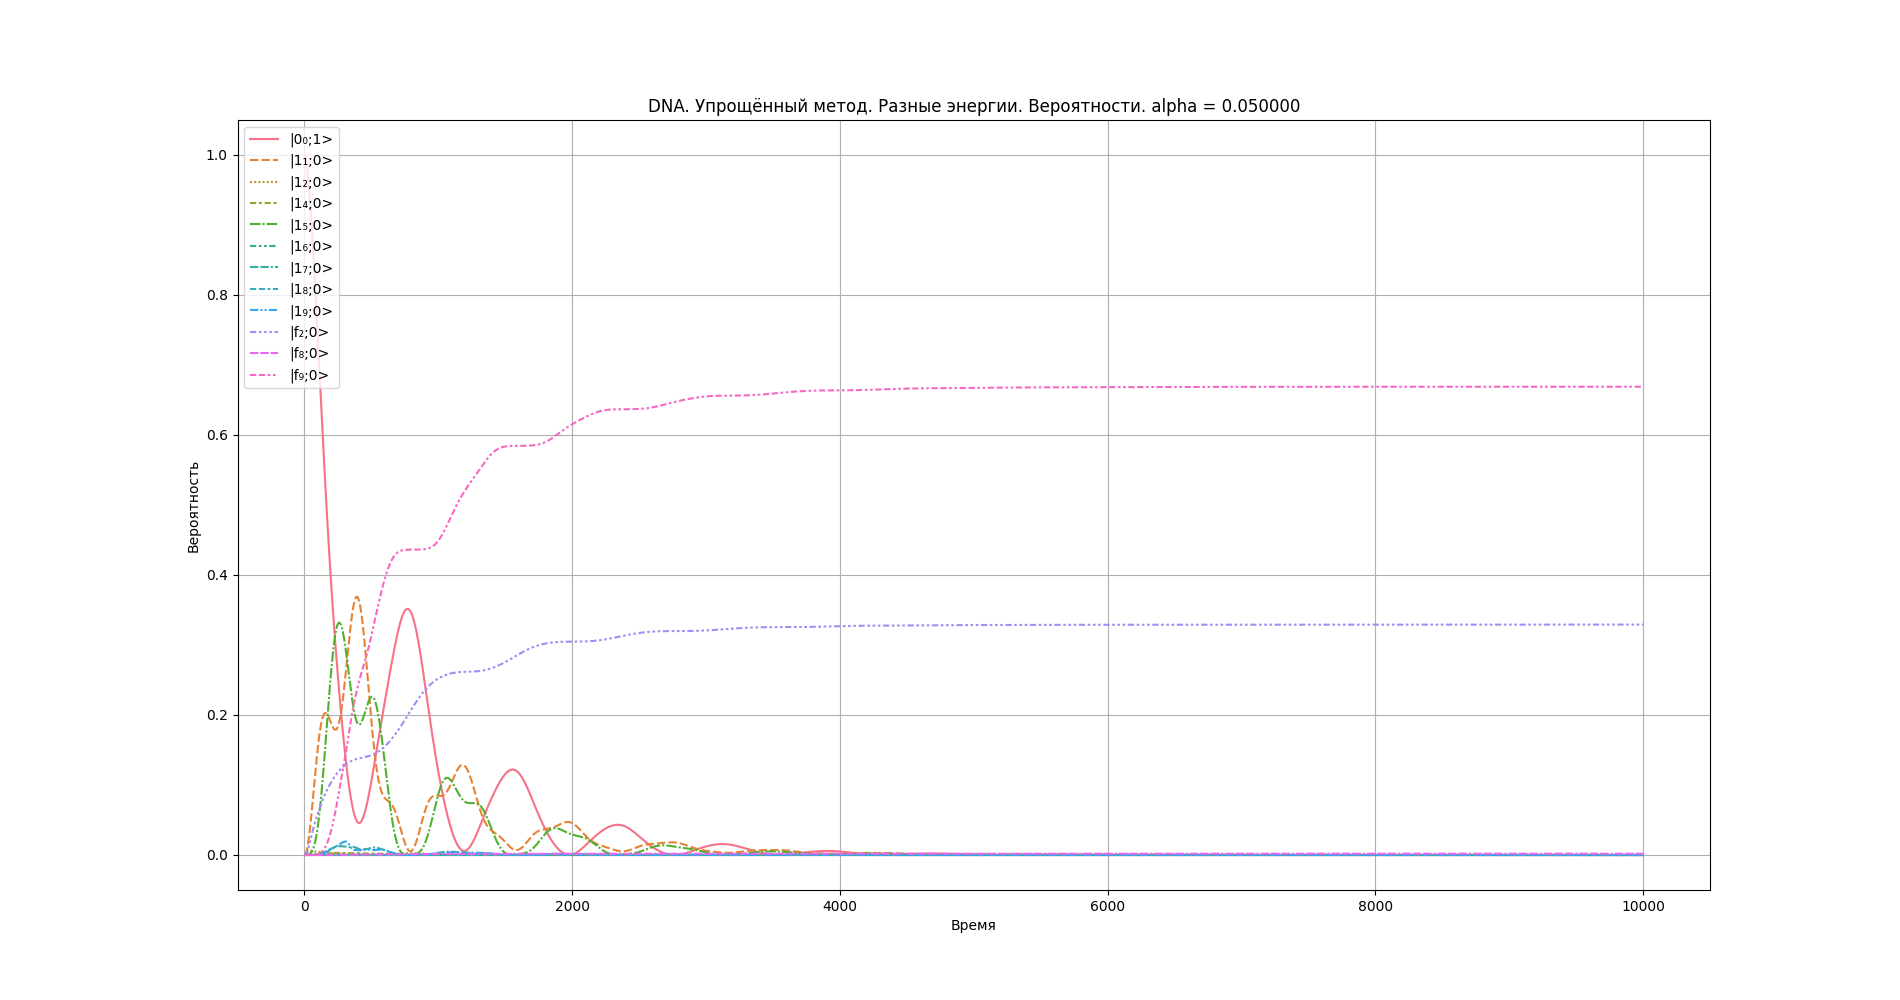 DNA. Упрощённый метод. Разные энергии. Вероятности. alpha = 0.050000
|0₀;1>
|1₁;0>
|1₂;0>
|1₄;0>
|1₅;0>
|1₆;0>
|1₇;0>
|1₈;0>
|1₉;0>
|f₂;0>
|f₈;0>
|f₉;0>
1.0
0.8
0.6
0.4
0.2
0.0
Вероятность
0 2000 4000 6000 8000 10000
Время